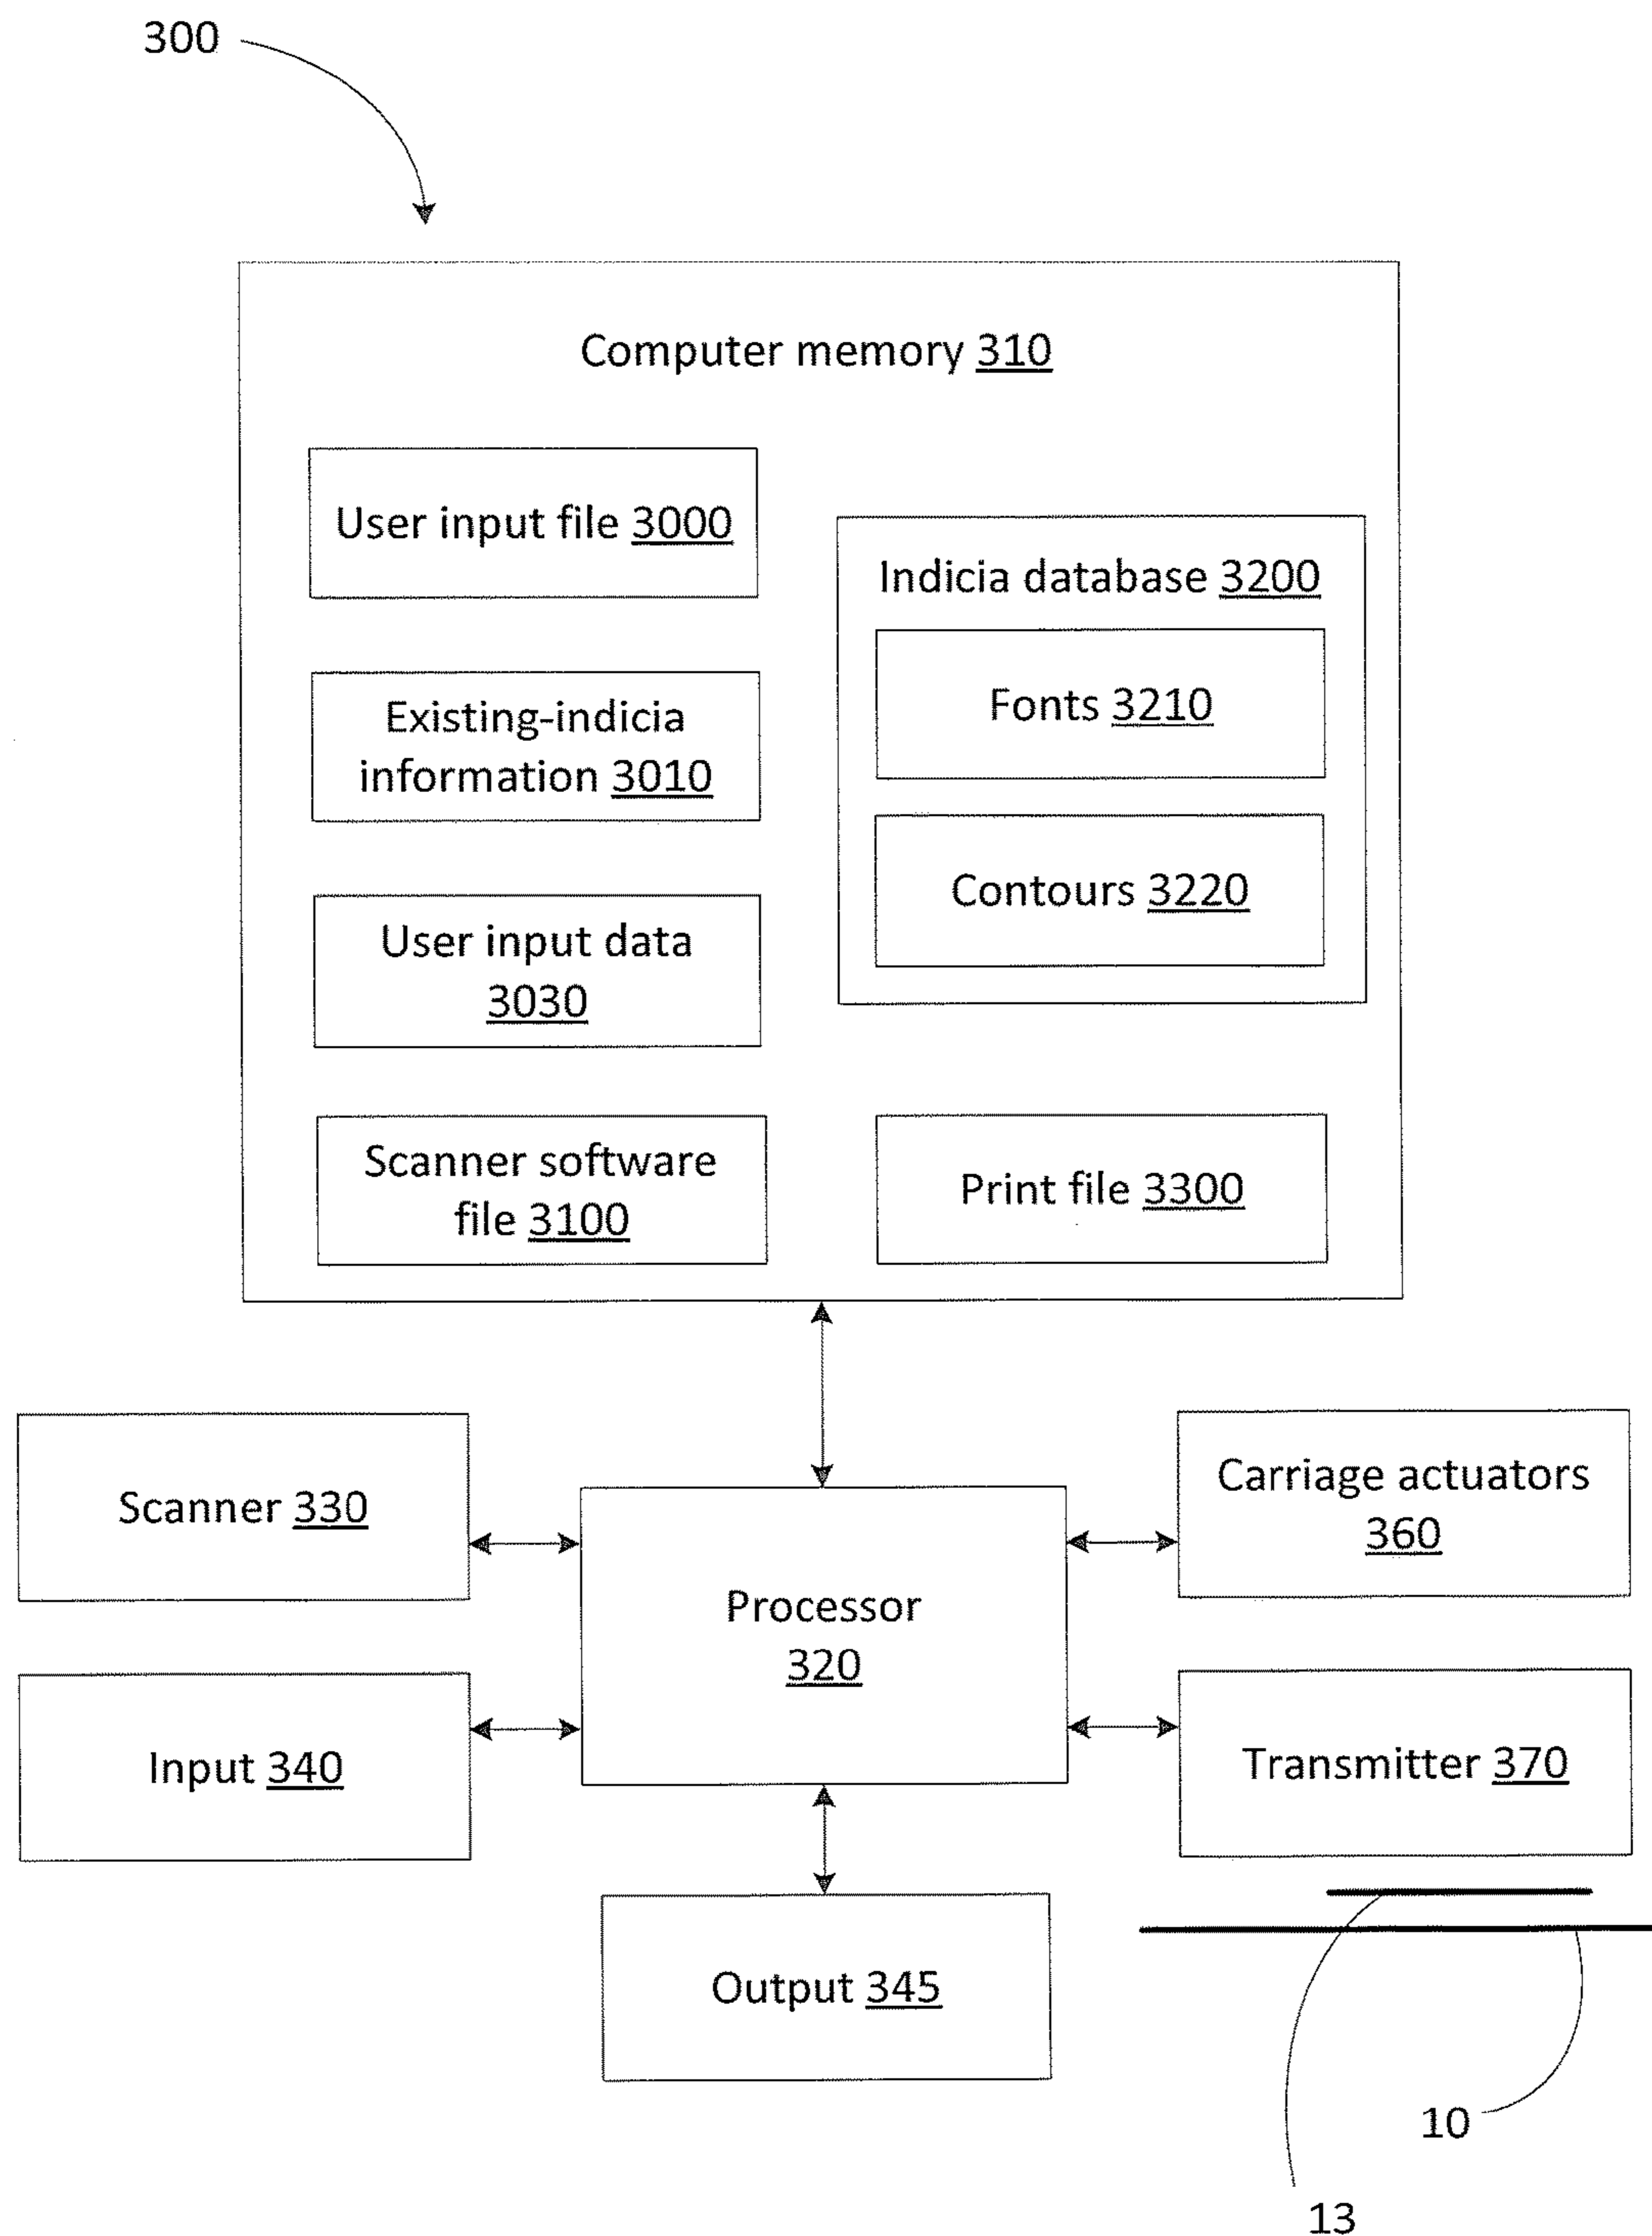 300
Computer memory 310
User input file 3000
Existing-indicia
information 3010
User input data
3030
Scanner software
file 3100
Indicia database 3200
Fonts 3210
Contours 3220
Print file 3300
Scanner 330
Input 340
Processor
320
Carriage actuators
360
Transmitter 370
Output 345
10
13